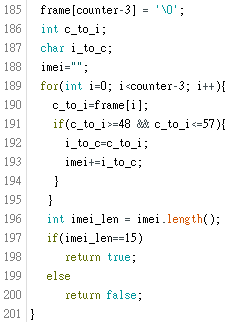 185 frame[counter-3] = '\0';
186 int c_to_i;
187 char i_to_c;
188 imei="";
189 for(int i=0; i<counter-3; i++){
190 c_to_i=frame[i];
191 if(c_to_i>=48 && c_to_i<=57){
192 i_to_c=c_to_i;
193 imei+=i_to_c;
194 }
195 }
196 int imei_len = imei.length();
197 if(imei_len==15)
198 return true;
199 else
200 return false;
201 }